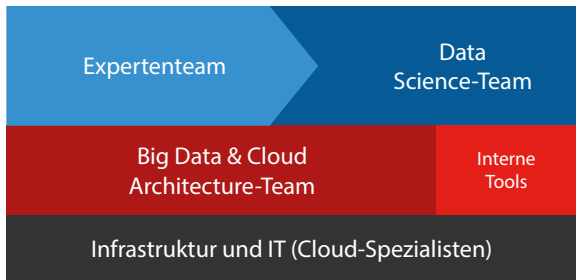 Expertenteam
Data
Science-Team
Big Data & Cloud
Architecture-Team
Interne
Tools
Infrastruktur und IT (Cloud-Spezialisten)